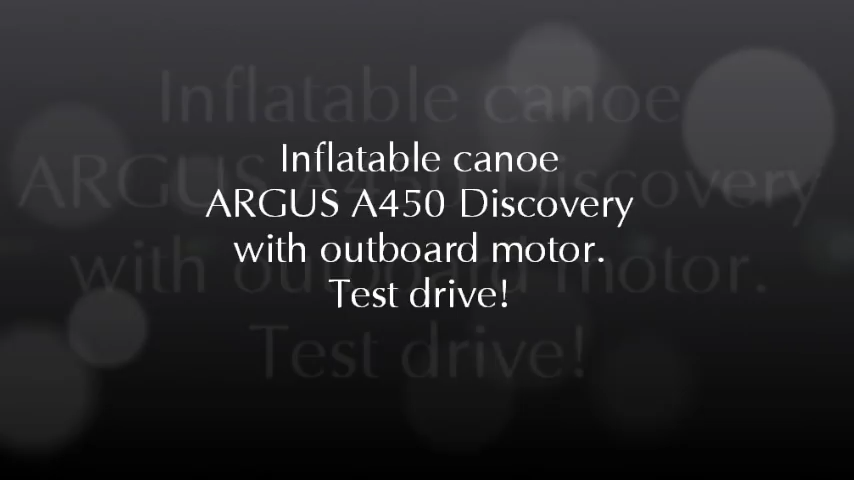 Inflatable canoe
ARGUS A450 Discovery
with outboard motor.
Test drive!